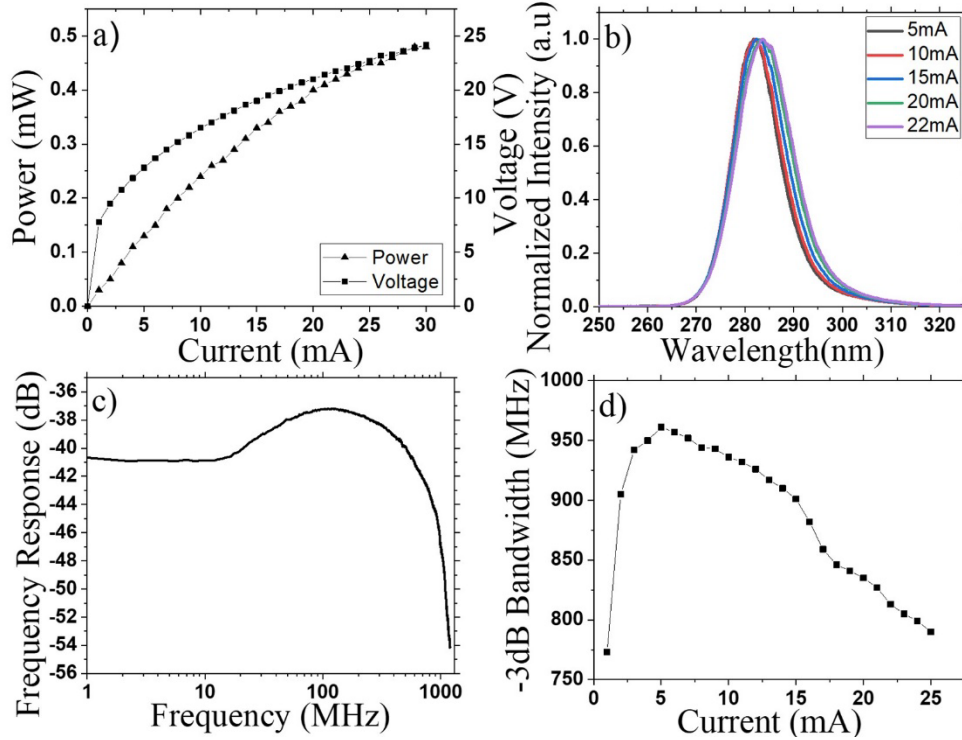 a)
Power (mW)
0.5
0.4
0.3
0.2
0.1
0.0
25
20
15
10
5
0
Voltage (V)
Power
Voltage
0 5 10 15 20 25 30
Current (mA)
b)
Normalized Intensity (a.u)
1.0
0.8
0.6
0.4
0.2
0.0
5mA
10mA
15mA
20mA
22mA
250 260 270 280 290 300 310 320
Wavelength(nm)
c)
Frequency Response (dB)
-36
-38
-40
-42
-44
-46
-48
-50
-52
-54
-56
1 10 100 1000
Frequency (MHz)
d)
-3dB Bandwidth (MHz)
1000
950
900
850
800
750
0 5 10 15 20 25
Current (mA)